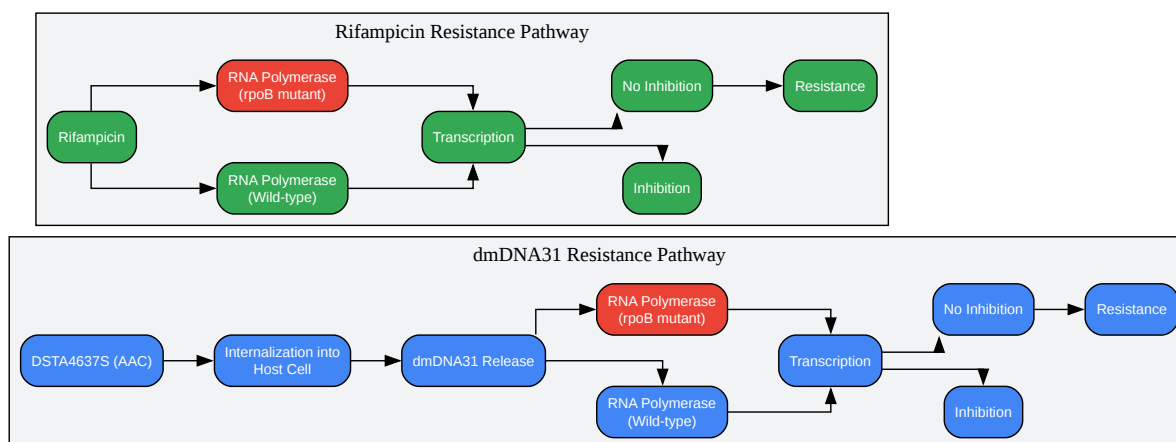 Rifampicin Resistance Pathway
RNA Polymerase
(rpoB mutant)
No Inhibition
Resistance
Rifampicin
Transcription
RNA Polymerase
(Wild-type)
Inhibition
dmDNA31 Resistance Pathway
RNA Polymerase
(rpoB mutant)
No Inhibition
Resistance
DSTA4637S (AAC)
Internalization into
Host Cell
dmDNA31 Release
Transcription
RNA Polymerase
(Wild-type)
Inhibition